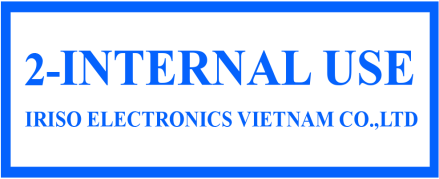 2-INTERNAL USE
IRISO ELECTRONICS VIETNAM CO.,LTD